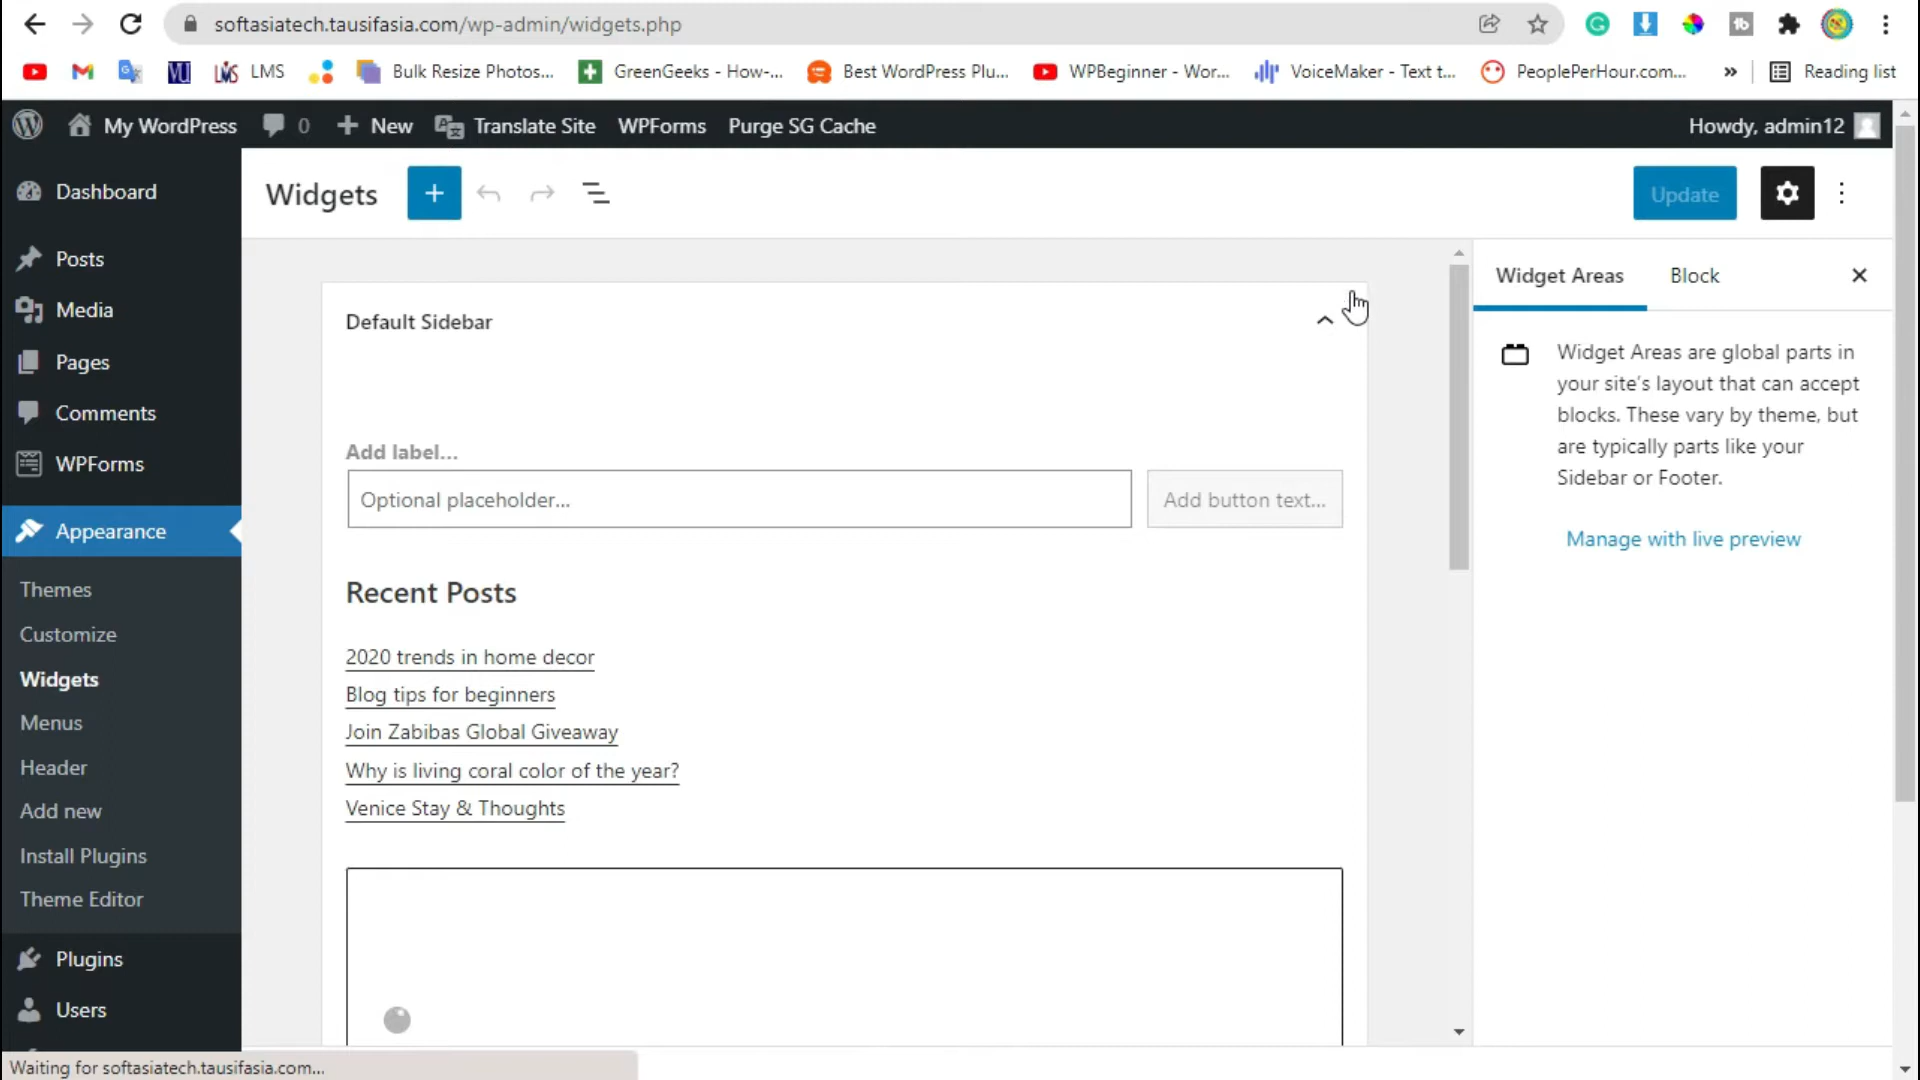 softasiatech.tausifasia.com/wp-admin/widgets.php
LMS
Bulk Resize Photos...
GreenGeeks - How-...
Best WordPress Plu...
WPBeginner - Wor...
VoiceMaker - Text t...
PeoplePerHour.com...
»
Reading list
My WordPress
0
New
Translate Site
WPForms
Purge SG Cache
Howdy, admin12
Dashboard
Posts
Media
Pages
Comments
WPForms
Appearance
Themes
Customize
Widgets
Menus
Header
Add new
Install Plugins
Theme Editor
Plugins
Users
Widgets
Update
Default Sidebar
Add label...
Optional placeholder...
Add button text...
Recent Posts
2020 trends in home decor
Blog tips for beginners
Join Zabibas Global Giveaway
Why is living coral color of the year?
Venice Stay & Thoughts
Widget Areas
Block
Widget Areas are global parts in
your site's layout that can accept
blocks. These vary by theme, but
are typically parts like your
Sidebar or Footer.
Manage with live preview
Waiting for softasiatech.tausifasia.com...